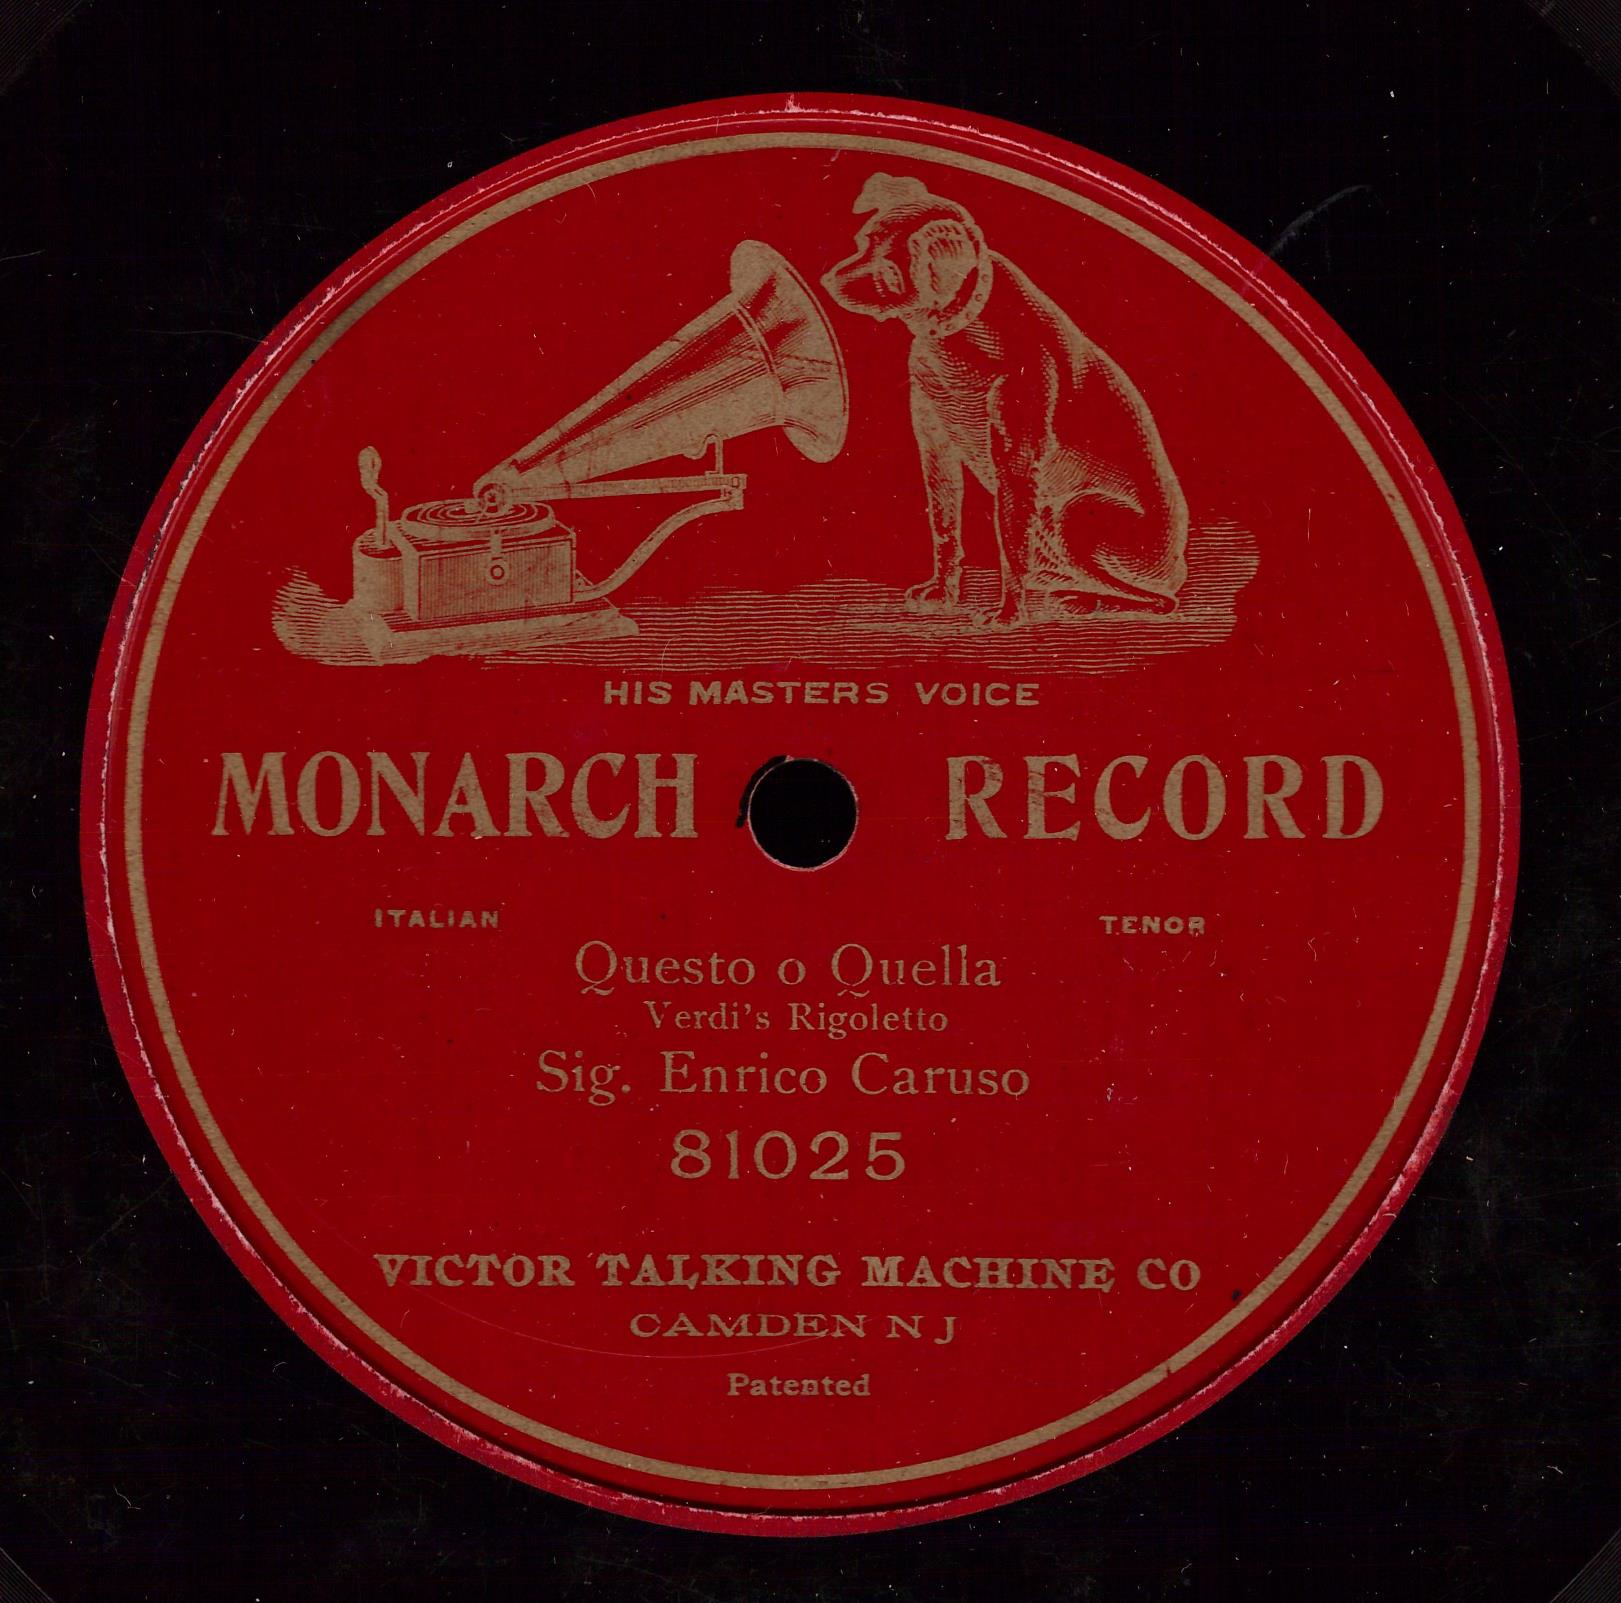 HIS MASTERS VOICE
MONARCH RECORD
ITALIAN TENOR
Questo o Quella
Verdi's Rigoletto
Sig. Enrico Caruso
81025
VICTOR TALKING MACHINE CO
CAMDEN N J
Patented